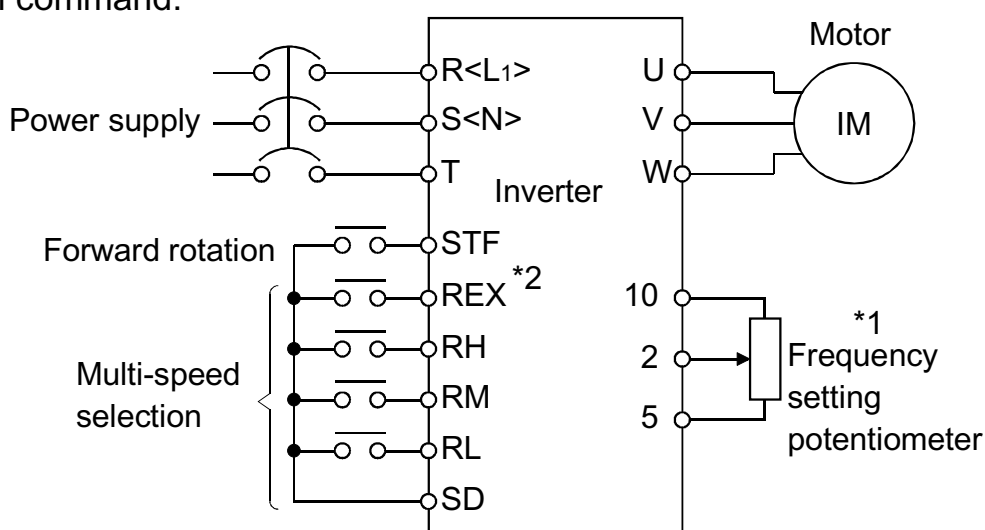 command.
Motor
R<L1>
U
Power supply
S<N>
V
IM
T
W
Inverter
Forward rotation
STF
REX *2
10
RH
2
*1
Frequency
setting
potentiometer
Multi-speed
selection
RM
5
RL
SD